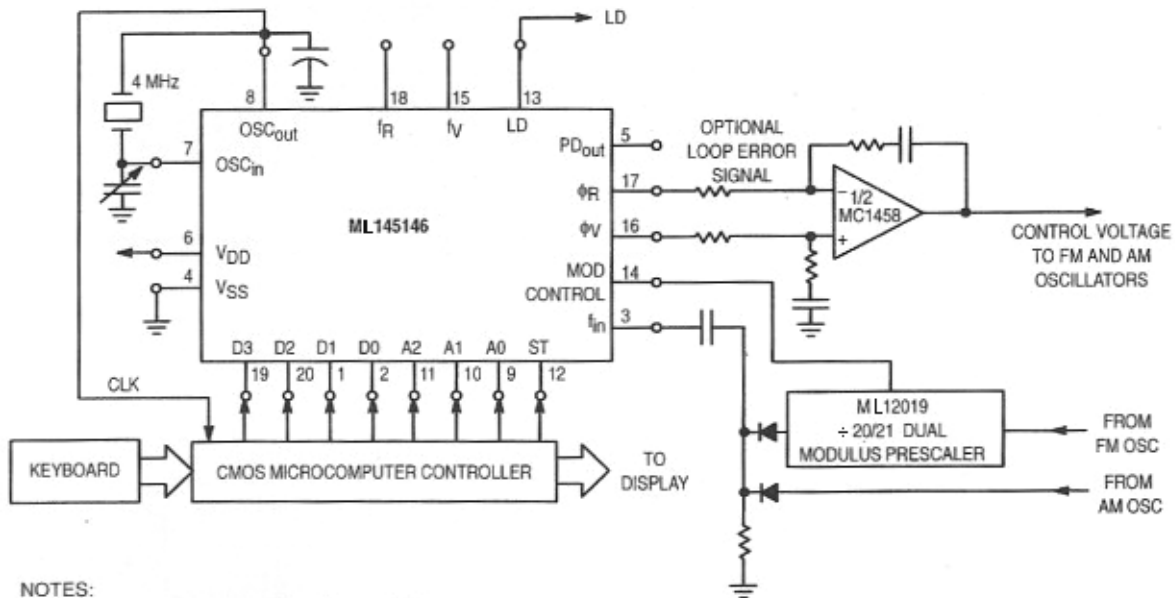 LD
4 MHz
8
18
15
13
OSCout
fR
fV
LD
5
PDout
OPTIONAL
LOOP ERROR
SIGNAL
7
OSCin
17
ϕR
−
1/2
MC1458
+
ML145146
16
ϕV
CONTROL VOLTAGE
TO FM AND AM
OSCILLATORS
6
VDD
4
VSS
14
MOD
CONTROL
fin
3
D3 D2 D1 D0 A2 A1 A0 ST
19 20 1 2 11 10 9 12
CLK
ML12019
÷ 20/21 DUAL
MODULUS PRESCALER
FROM
FM OSC
KEYBOARD
CMOS MICROCOMPUTER CONTROLLER
TO
DISPLAY
FROM
AM OSC
NOTES: